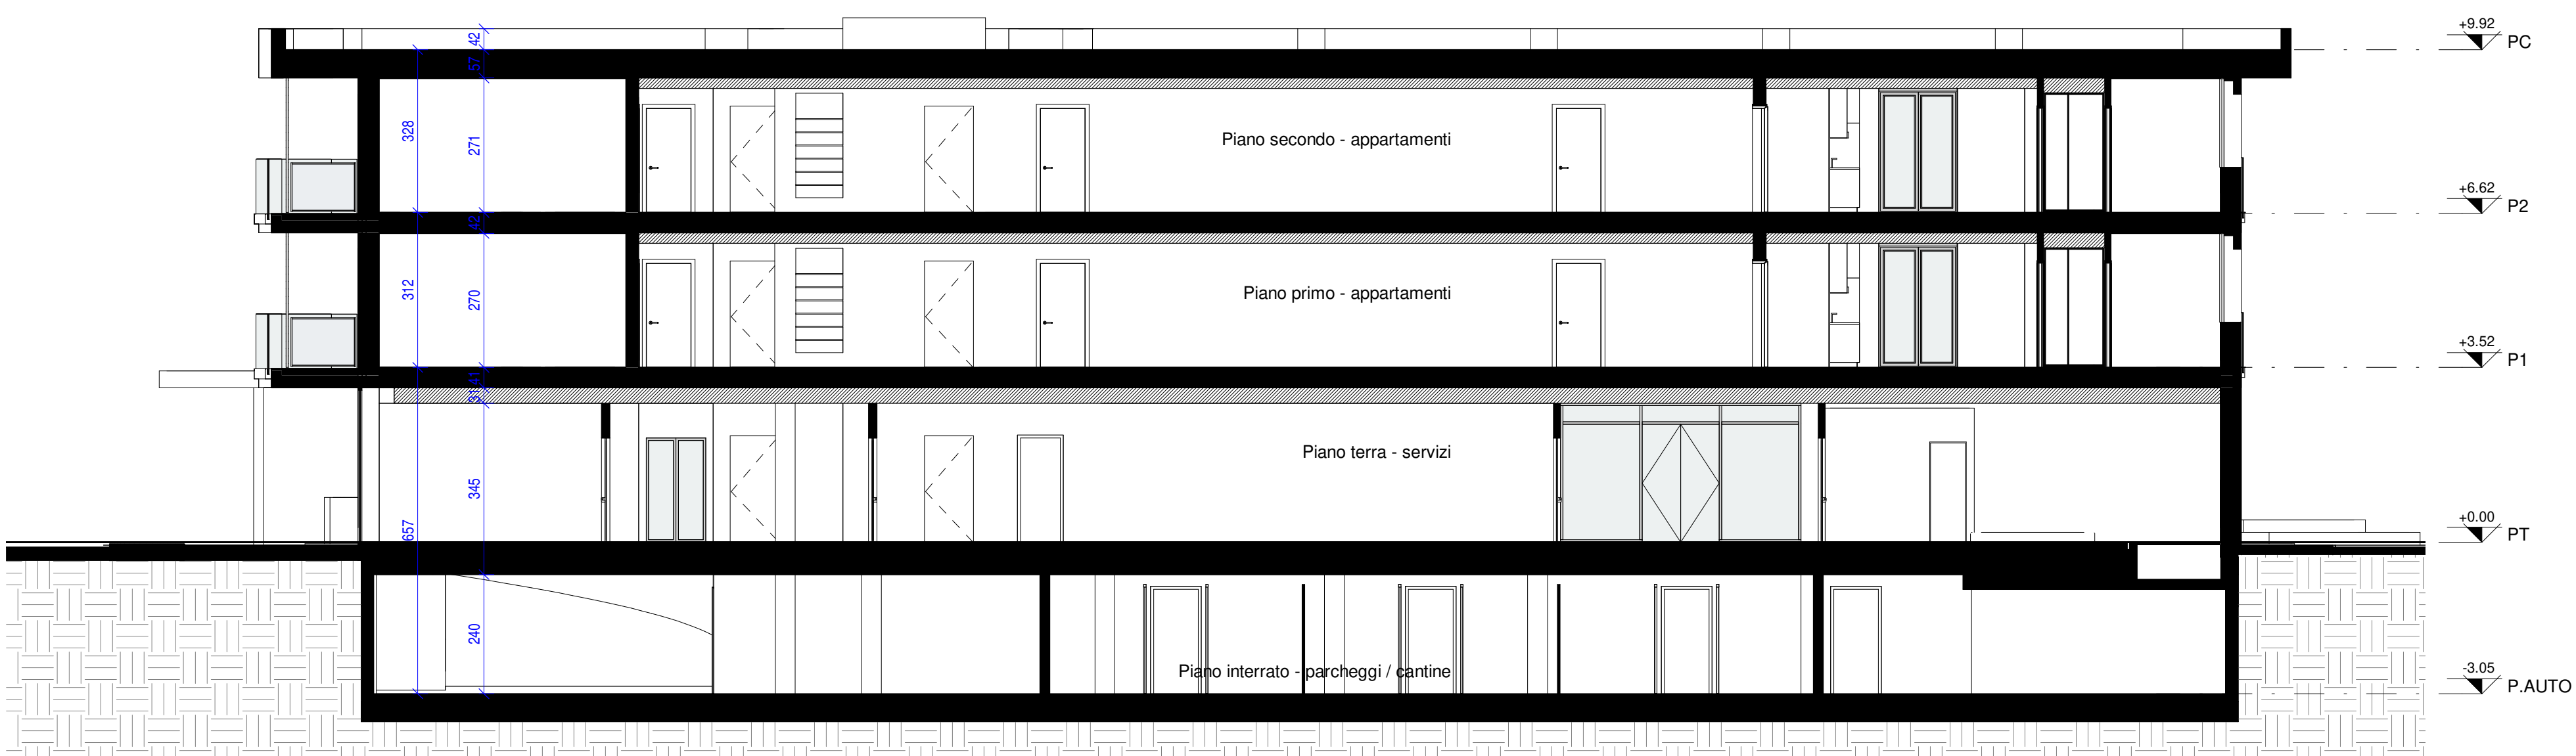 +9.92
PC
42
57
328
271
Piano secondo - appartamenti
+6.62
P2
42
312
270
Piano primo - appartamenti
+3.52
P1
41
31
Piano terra - servizi
345
657
+0.00
PT
240
Piano interrato - parcheggi / cantine
-3.05
P.AUTO